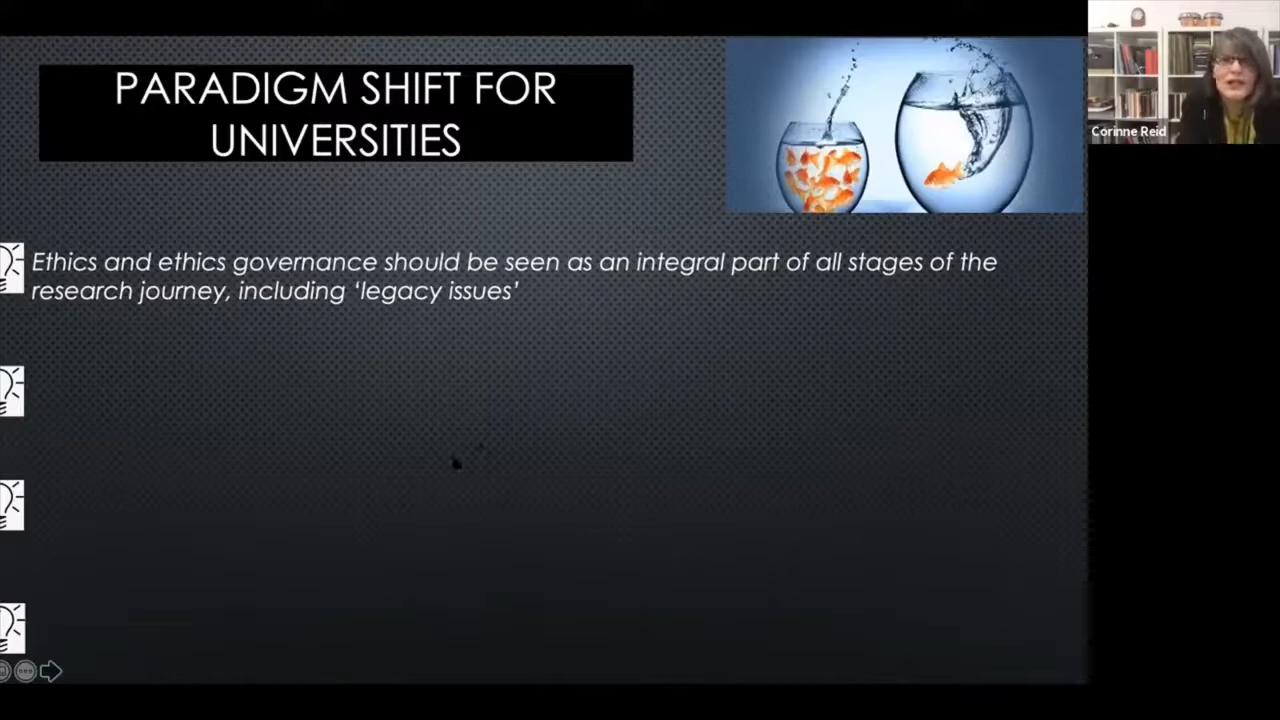 PARADIGM SHIFT FOR
UNIVERSITIES
Corinne Reid
Ethics and ethics governance should be seen as an integral part of all stages of the
research journey, including ‘legacy issues’